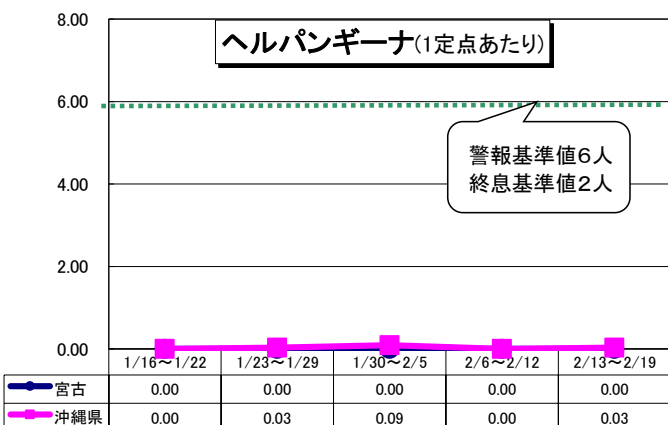 8.00
ヘルパンギーナ(1定点あたり)
6.00
警報基準値6人
終息基準値2人
4.00
2.00
0.00
1/16～1/22 1/23～1/29 1/30～2/5 2/6～2/12 2/13～2/19
宮古 0.00 0.00 0.00 0.00 0.00
沖縄県 0.00 0.03 0.09 0.00 0.03